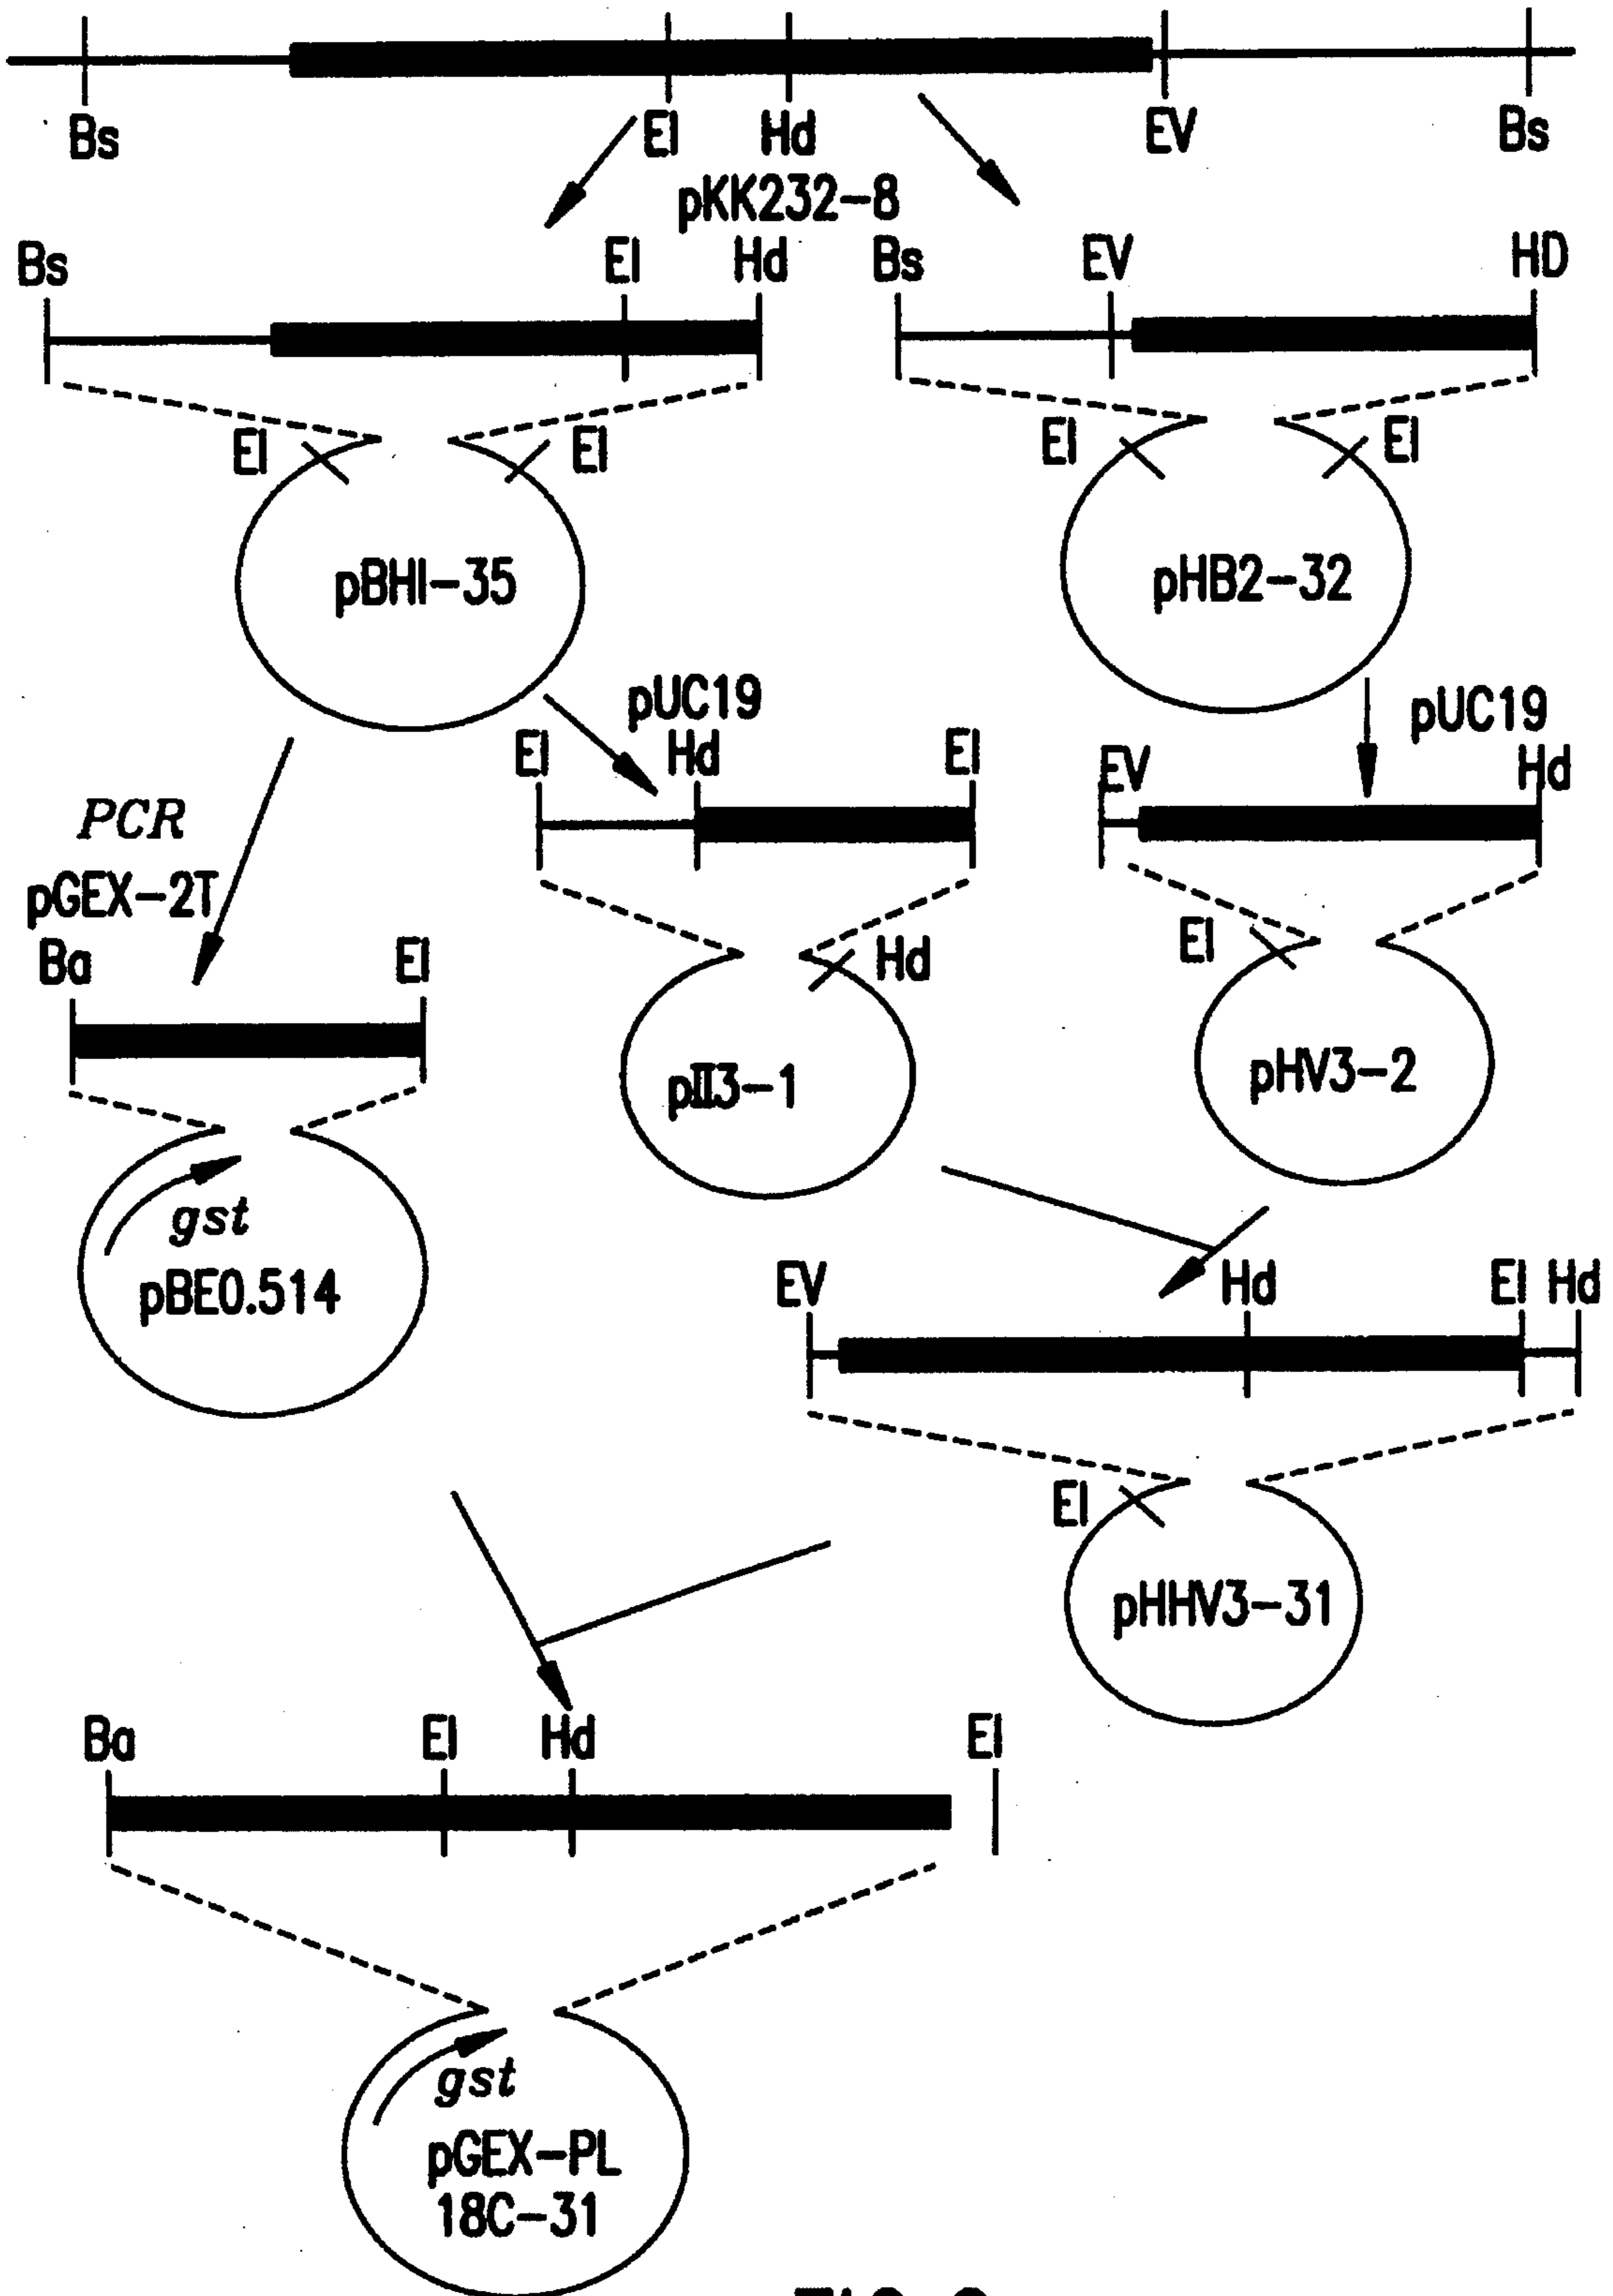 Bs EI Hd EV Bs
pKK232-8
Bs EI Hd Bs EV HD
EI EI EI EI
pBHI-35 pHB2-32
pUC19 pUC19
EI Hd EI EV Hd
PCR
pGEX-2T
Ba EI Hd EI
pII3-1 pHV3-2
gst
pBE0.514
EV Hd EI Hd
EI
pHHV3-31
Ba EI Hd EI
gst
pGEX-PL
18C-31